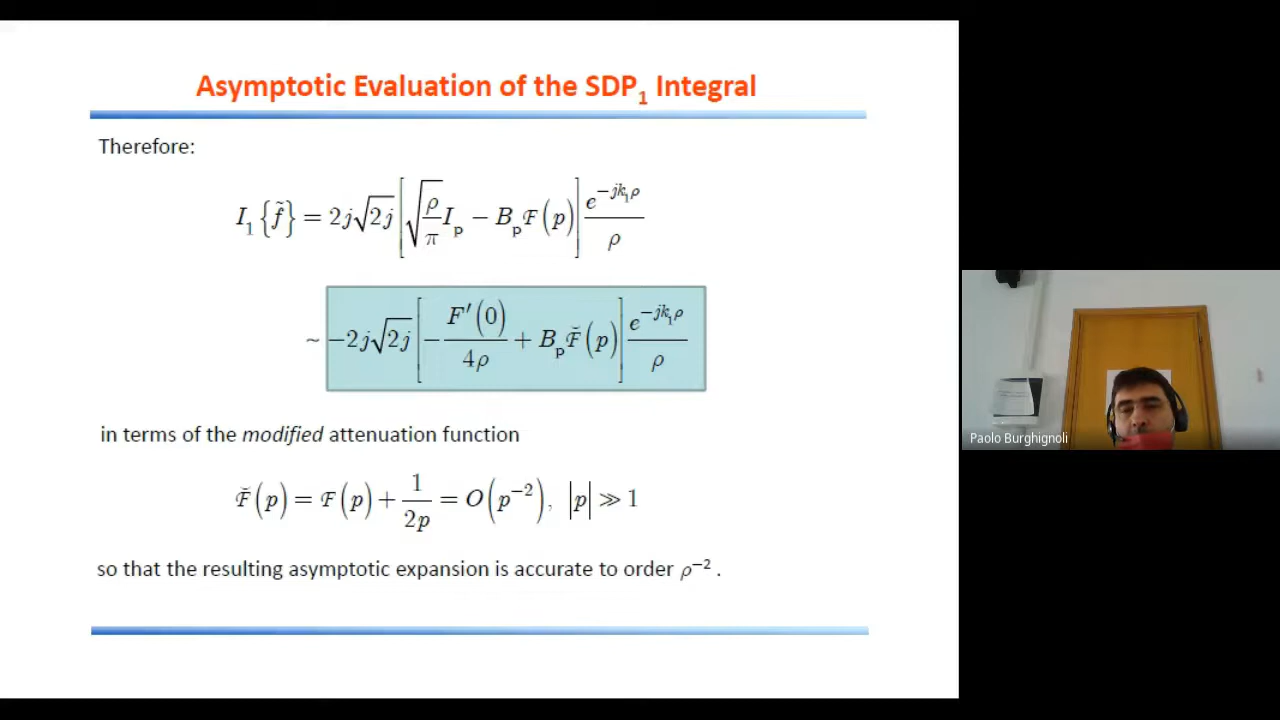 Asymptotic Evaluation of the SDP₁ Integral
Therefore:
I₁{f̃} = 2j√(2j) [√(ρ/π) Iₚ − Bₚℱ(p)] e^(−jk₁ρ)/ρ
~ −2j√(2j) [−F′(0)/4ρ + Bₚℱ̆(p)] e^(−jk₁ρ)/ρ
in terms of the modified attenuation function
ℱ̆(p) = ℱ(p) + 1/2p = O(p⁻²), |p| ≫ 1
so that the resulting asymptotic expansion is accurate to order ρ⁻² .
Paolo Burghignoli